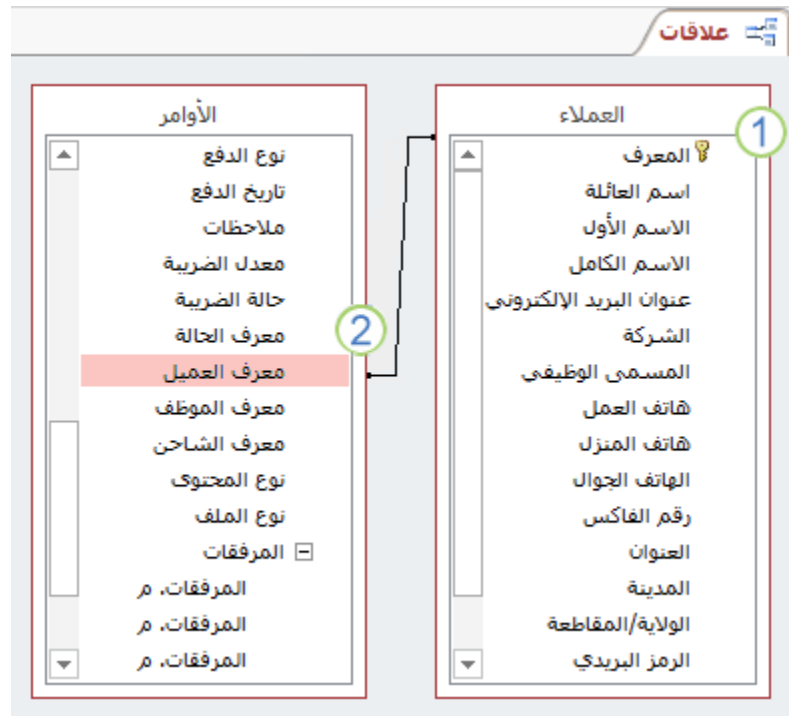 علاقات
العملاء
1
المعرف
اسم العائلة
الاسم الأول
الاسم الكامل
عنوان البريد الإلكتروني
الشركة
المسمى الوظيفي
هاتف العمل
هاتف المنزل
الهاتف الجوال
رقم الفاكس
العنوان
المدينة
الولاية/المقاطعة
الرمز البريدي
الأوامر
نوع الدفع
تاريخ الدفع
ملاحظات
معدل الضريبة
حالة الضريبة
2
معرف الحالة
معرف العميل
معرف الموظف
معرف الشاحن
نوع المحتوى
نوع الملف
المرفقات
المرفقات، م
المرفقات، م
المرفقات، م